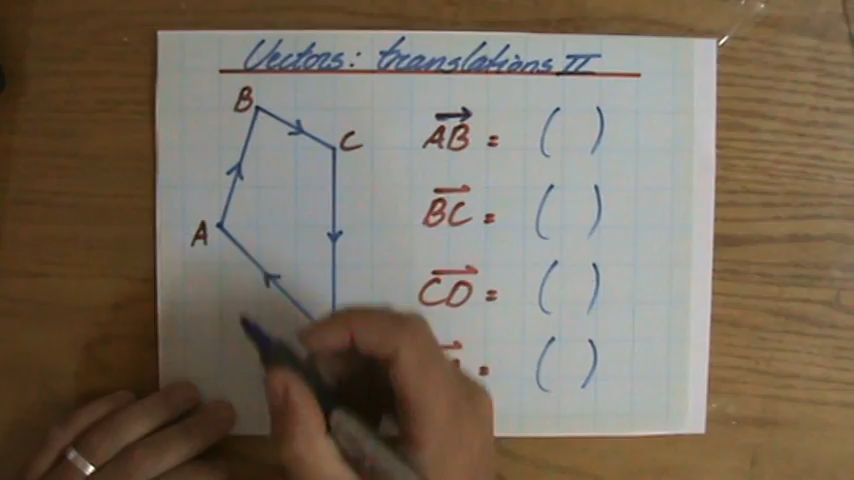 Vectors: translations II
B
C
A
AB = ( )
BC = ( )
CD = ( )
= ( )